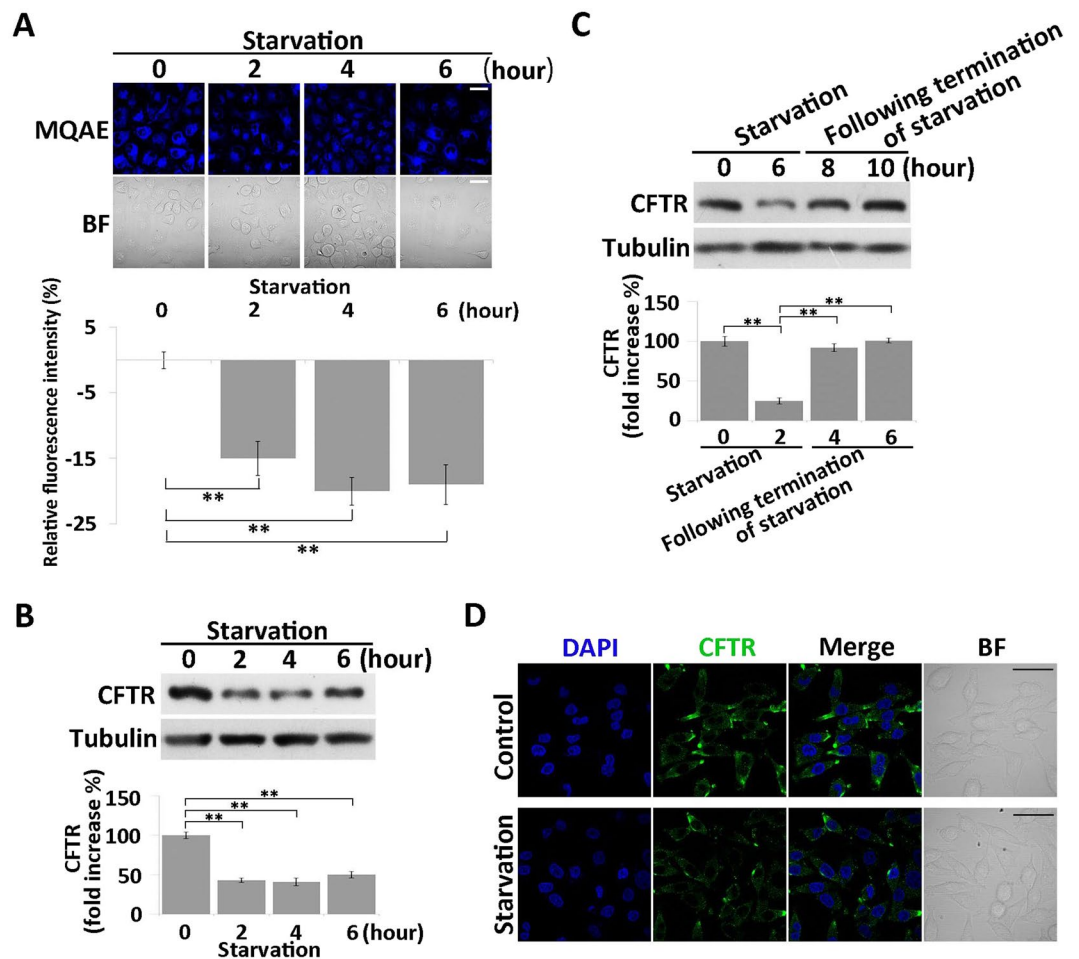 A
Starvation
0 2 4 6 (hour)
MQAE
BF
Starvation
0 2 4 6 (hour)
Relative fluorescence intensity (%)
5
-5
-15
-25
**
**
**
B
Starvation
0 2 4 6 (hour)
CFTR
Tubulin
CFTR
(fold increase %)
150
100
50
0
**
**
**
0 2 4 6 (hour)
Starvation
C
Starvation
Following termination
of starvation
0 6 8 10 (hour)
CFTR
Tubulin
CFTR
(fold increase %)
150
100
50
0
**
**
**
0 2 4 6
Starvation
Following termination
of starvation
D
DAPI CFTR Merge BF
Control
Starvation